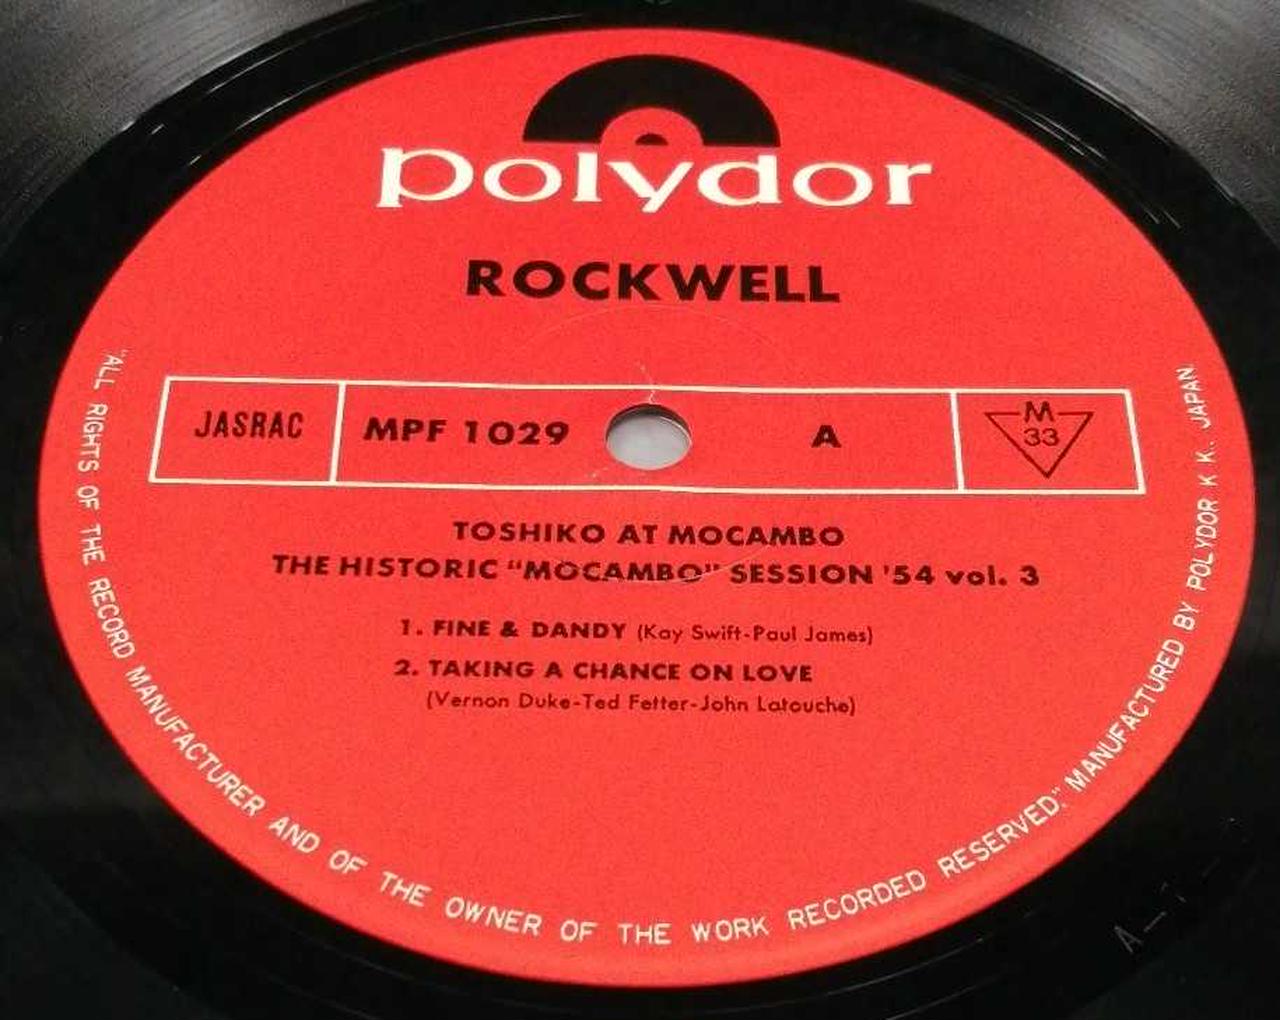 polydor
ROCKWELL
JASRAC
MPF 1029
A
M
33
TOSHIKO AT MOCAMBO
THE HISTORIC "MOCAMBO" SESSION '54 vol. 3
1. FINE & DANDY (Kay Swift-Paul James)
2. TAKING A CHANCE ON LOVE
(Vernon Duke-Ted Fetter-John Latouche)
"ALL RIGHTS OF THE RECORD MANUFACTURER AND OF THE OWNER OF THE WORK RECORDED RESERVED." MANUFACTURED BY POLYDOR K K. JAPAN
A-1